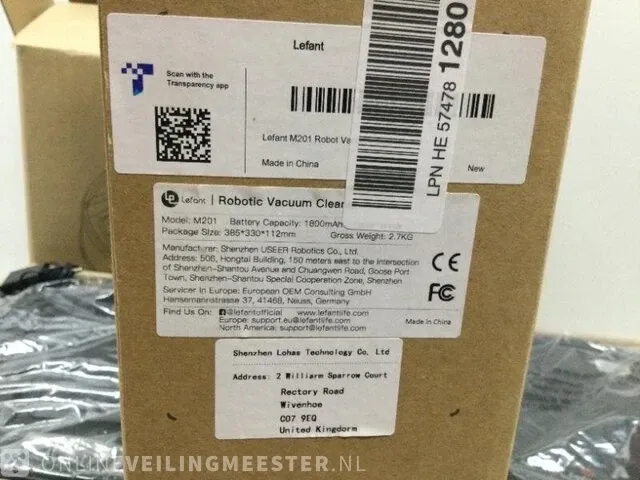 Lefant
Scan with the
Transparency app
Lefant M201 Robot
Made in China
New
LPN HE 57478 1280
Lefant | Robotic Vacuum
Model: M201 Battery Capacity: 1800mAh
Package Size: 385*330*112mm Gross Weight: 2.7KG
Manufacturer: Shenzhen USEER Robotics Co., Ltd.
Address: 506, Hongtai Building, 150 meters east to the intersection
of Shenzhen-Shantou Avenue and Chuangwen Road, Goose Port
Town, Shenzhen-Shantou Special Cooperation Zone, Shenzhen
Servicer in Europe: European OEM Consulting GmbH
Hansemannstrasse 37, 41468, Neuss, Germany
Find Us On: @lefantofficial www.lefantlife.com
Europe: support.eu@lefantlife.com
North America: support@lefantlife.com
CE
FC
Made in China
Shenzhen Lohas Technology Co. Ltd
Address: 2 Williarm Sparrow Court
Rectory Road
Wivenhoe
CO7 9EQ
United Kingdorm
ONLINEVEILINGMEESTER.NL